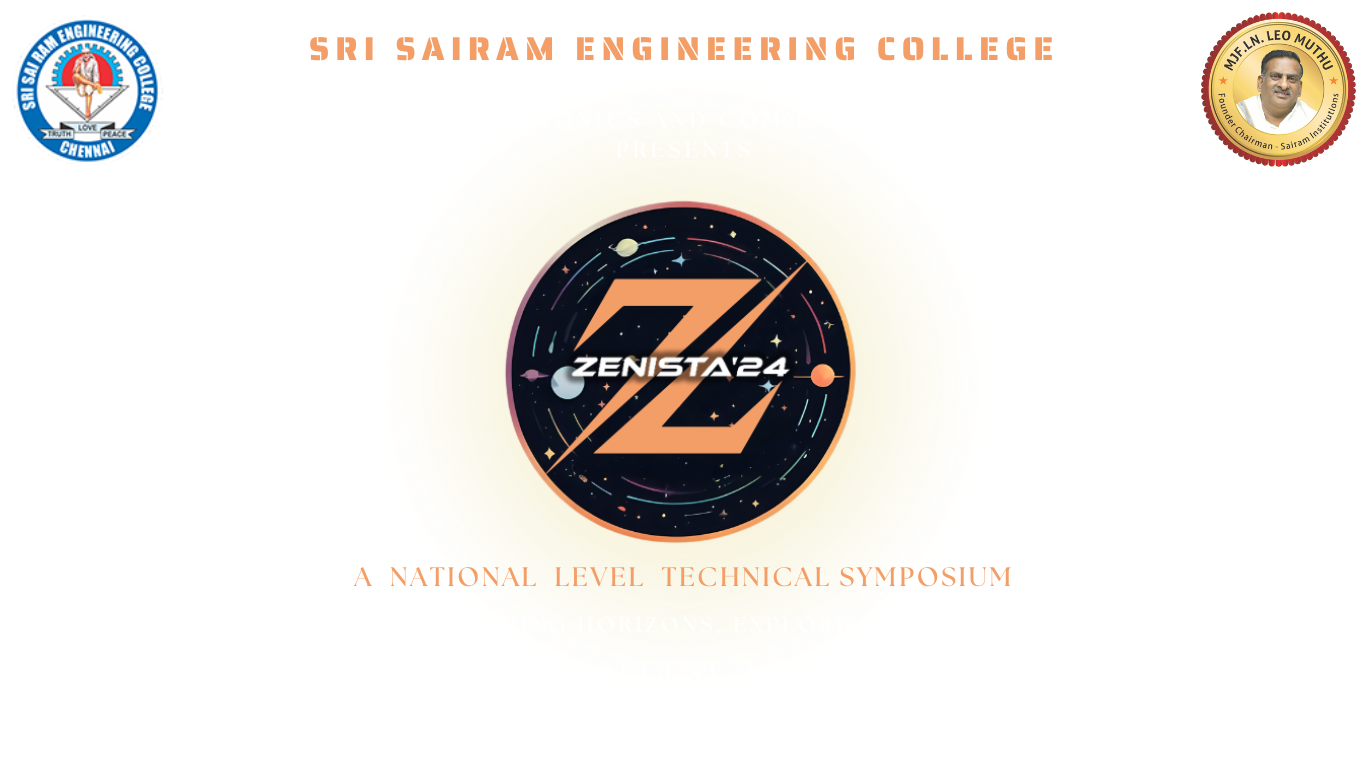 SRI SAIRAM ENGINEERING COLLEGE
SRI SAI RAM ENGINEERING COLLEGE
TRUTH LOVE PEACE
CHENNAI
MJF.LN. LEO MUTHU
Founder Chairman - Sairam Institutions
PRESENTS
Z
ZENISTA'24
A NATIONAL LEVEL TECHNICAL SYMPOSIUM
HORIZONS,